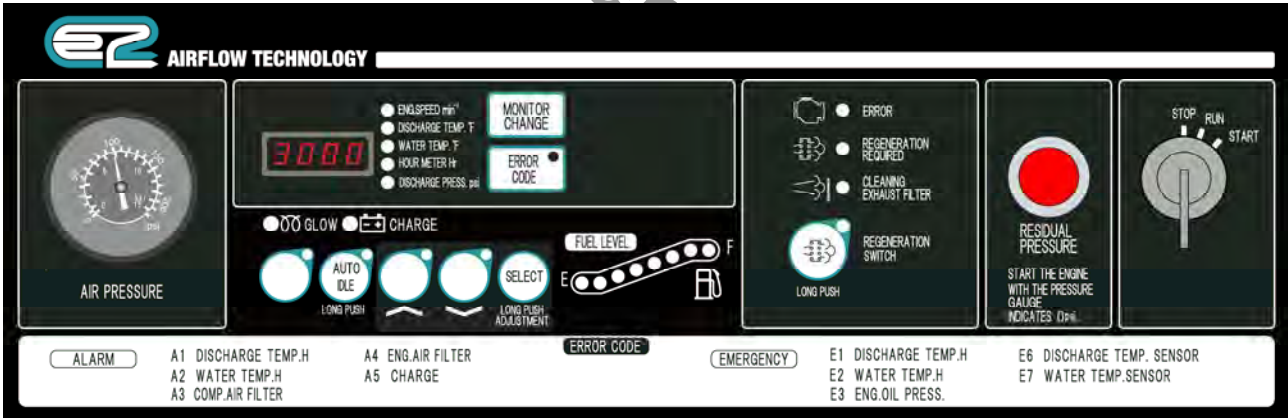 E2 AIRFLOW TECHNOLOGY
AIR PRESSURE
3000
ENG.SPEED min⁻¹
DISCHARGE TEMP. °F
WATER TEMP. °F
HOUR METER Hr
DISCHARGE PRESS. psi
MONITOR
CHANGE
ERROR
CODE
GLOW
CHARGE
AUTO
IDLE
LONG PUSH
SELECT
LONG PUSH
ADJUSTMENT
FUEL LEVEL
E
F
ERROR
REGENERATION
REQUIRED
CLEANING
EXHAUST FILTER
REGENERATION
SWITCH
LONG PUSH
RESIDUAL
PRESSURE
START THE ENGINE
WITH THE PRESSURE
GAUGE
INDICATES 0psi.
STOP
RUN
START
ERROR CODE
ALARM
A1 DISCHARGE TEMP.H
A2 WATER TEMP.H
A3 COMP.AIR FILTER
A4 ENG.AIR FILTER
A5 CHARGE
EMERGENCY
E1 DISCHARGE TEMP.H
E2 WATER TEMP.H
E3 ENG.OIL PRESS.
E6 DISCHARGE TEMP. SENSOR
E7 WATER TEMP.SENSOR